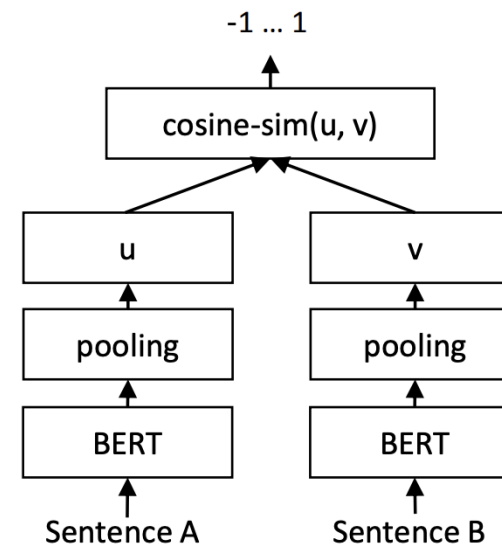 -1 ... 1
cosine-sim(u, v)
u
v
pooling
pooling
BERT
BERT
Sentence A
Sentence B